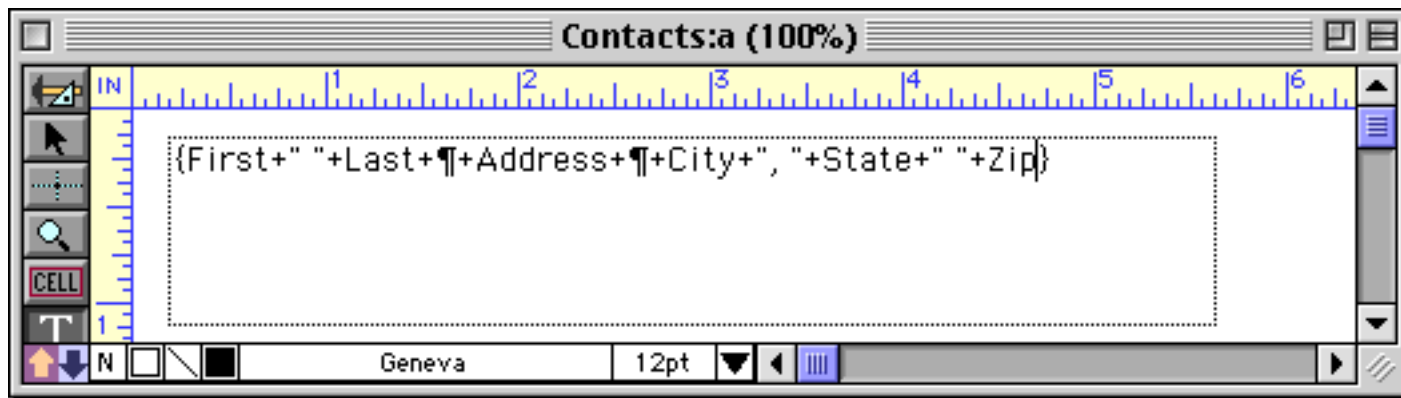 Contacts:a (100%)
IN 1 2 3 4 5 6
{First+" "+Last+¶+Address+¶+City+", "+State+" "+Zip}
CELL
T
1
N Geneva 12pt